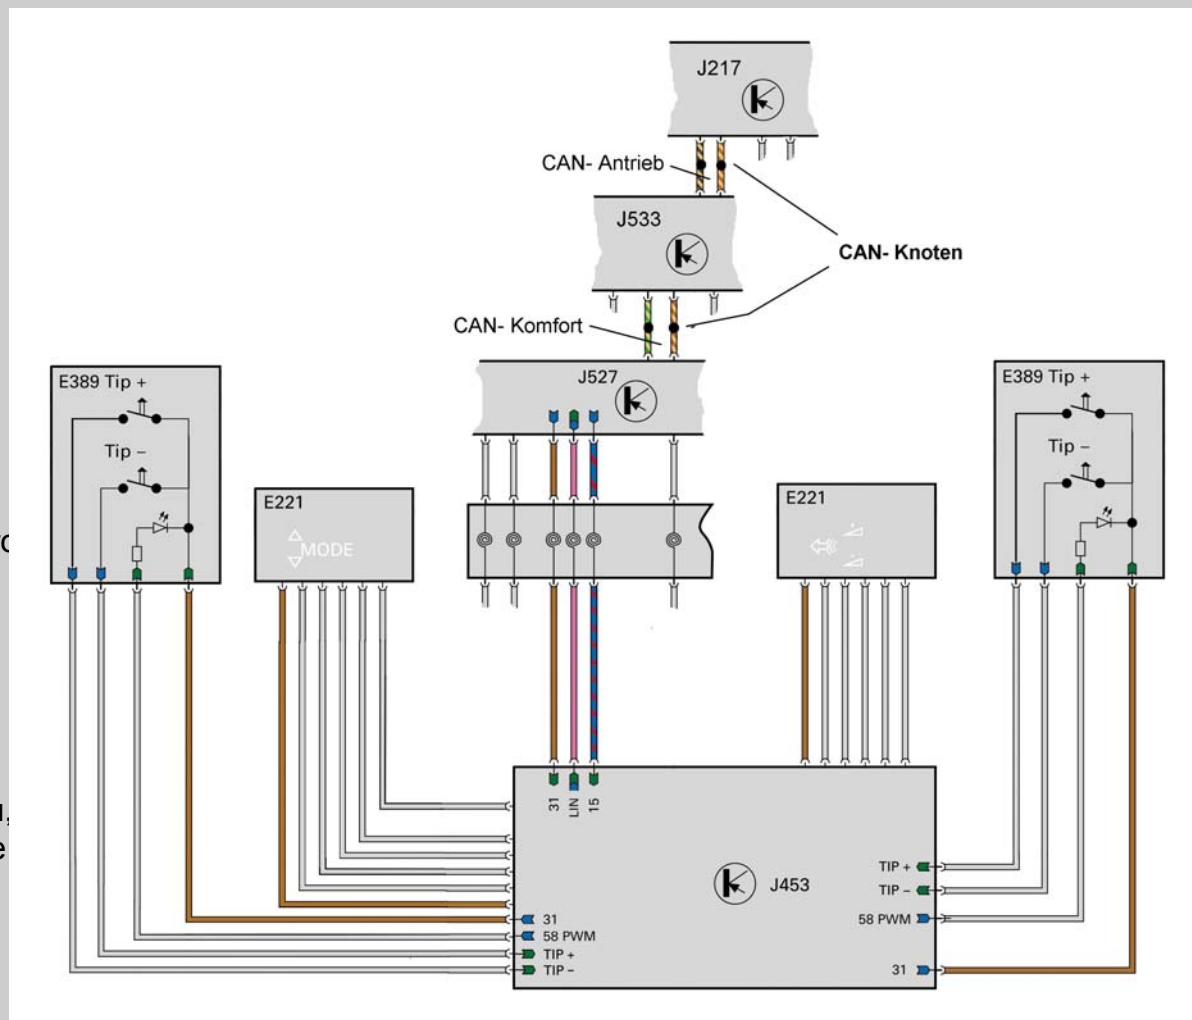 J217
CAN- Antrieb
J533
CAN- Knoten
CAN- Komfort
J527
E389 Tip +
Tip –
E221
MODE
E221
E389 Tip +
Tip –
31
LIN
15
J453
31
58 PWM
TIP +
TIP –
TIP +
TIP –
58 PWM
31